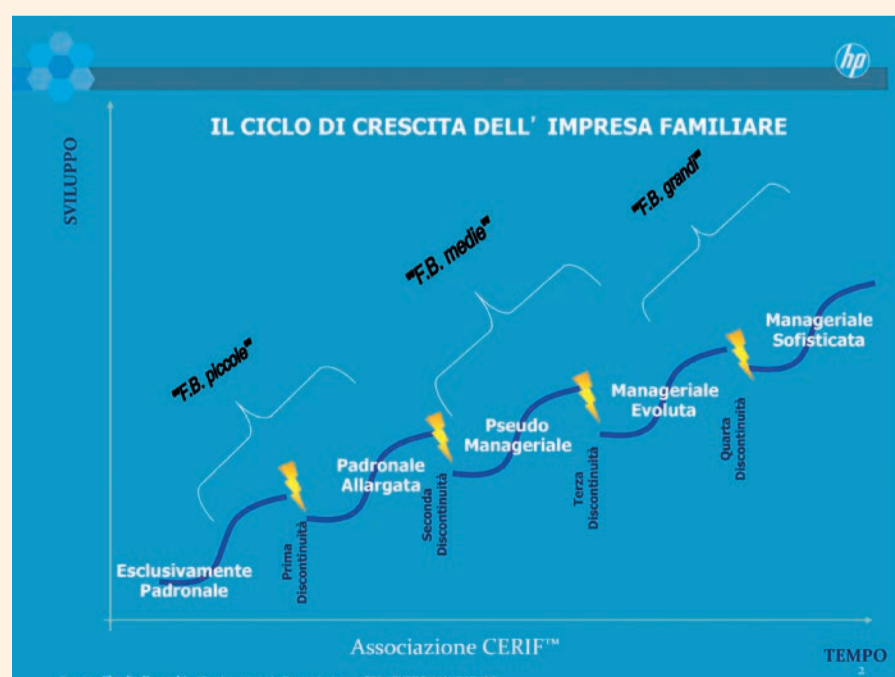 hp
IL CICLO DI CRESCITA DELL' IMPRESA FAMILIARE
SVILUPPO
"F.B. piccole"
"F.B. medie"
"F.B. grandi"
Esclusivamente
Padronale
Prima
Discontinuità
Padronale
Allargata
Seconda
Discontinuità
Pseudo
Manageriale
Terza
Discontinuità
Manageriale
Evoluta
Quarta
Discontinuità
Manageriale
Sofisticata
Associazione CERIF™
TEMPO
2